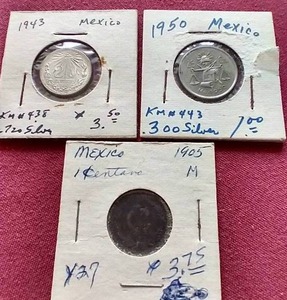 1943 Mexico
KM# 438 * 3.50
.720 Silver
1950 Mexico
KM# 443
.300 Silver 1.00
Mexico 1905
1 Centavo M
Y27 * 3.75